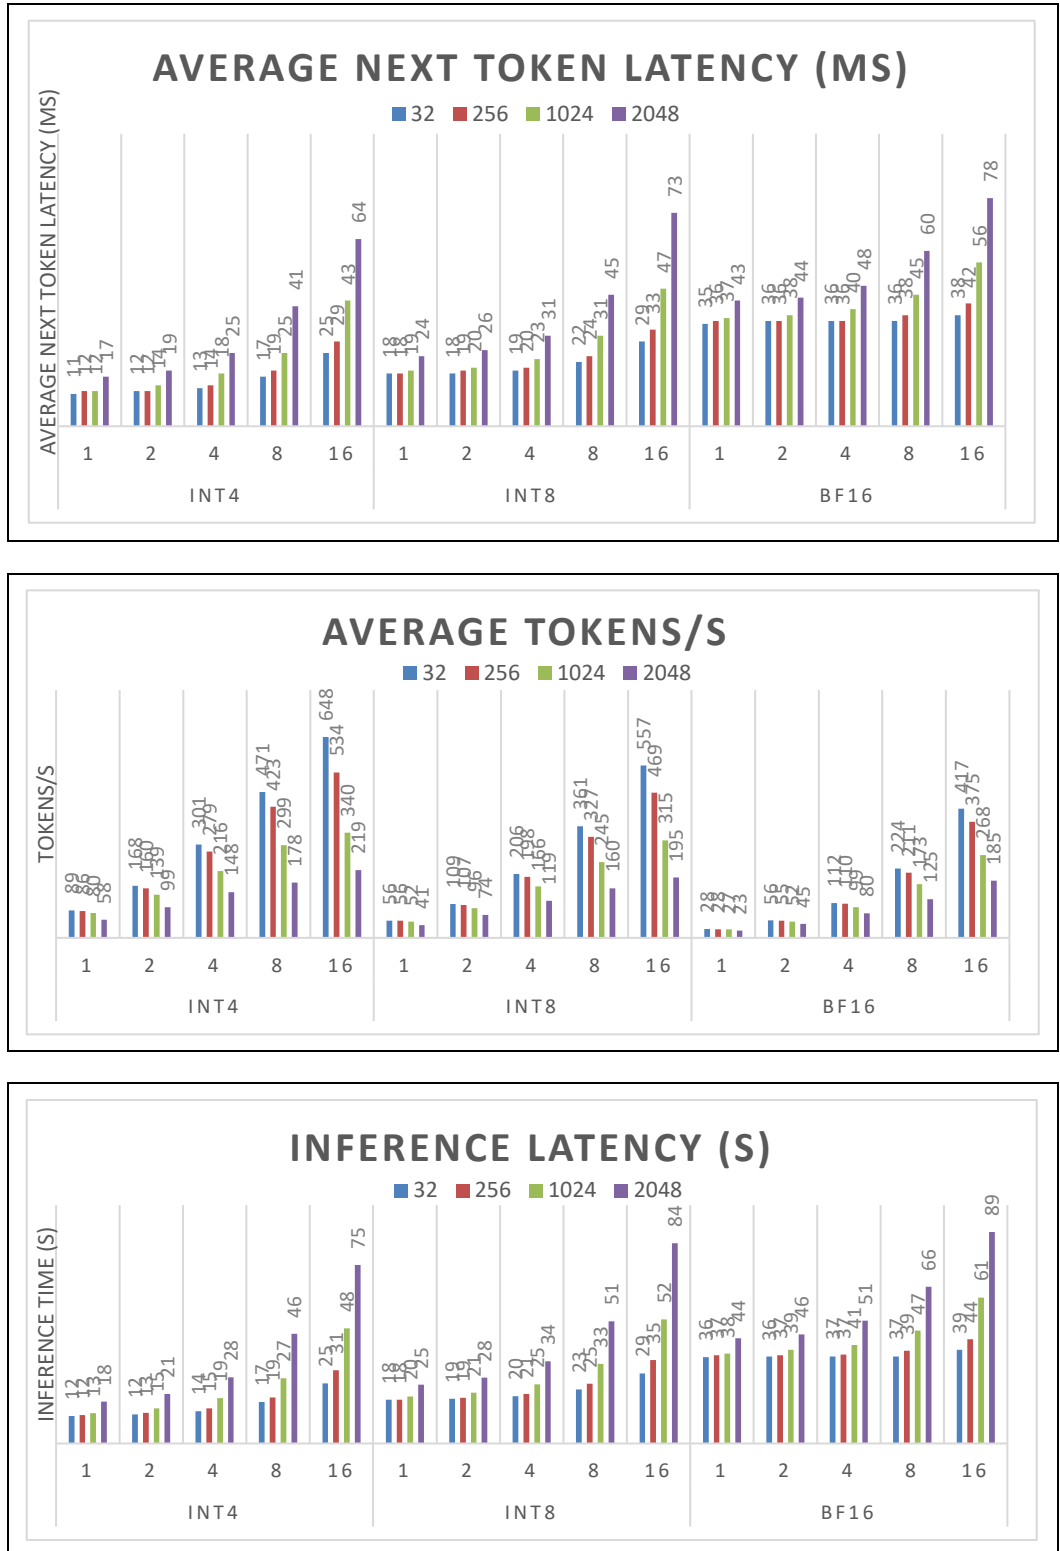 AVERAGE NEXT TOKEN LATENCY (MS)
32 256 1024 2048
AVERAGE NEXT TOKEN LATENCY (MS)
11 12 12 17 12 12 14 19 13 14 18 25 17 19 25 41 25 29 43 64 18 18 19 24 18 19 20 26 19 20 23 31 22 24 31 45 29 33 47 73 35 36 37 43 36 36 38 44 36 36 40 48 36 38 45 60 38 42 56 78
1 2 4 8 16 1 2 4 8 16 1 2 4 8 16
INT4 INT8 BF16
AVERAGE TOKENS/S
32 256 1024 2048
TOKENS/S
89 86 80 58 168 160 139 99 301 279 216 148 471 423 299 178 648 534 340 219 56 56 52 41 109 107 96 74 206 198 166 119 361 327 245 160 557 469 315 195 28 28 27 23 56 55 52 45 112 110 99 80 224 211 173 125 417 375 268 185
1 2 4 8 16 1 2 4 8 16 1 2 4 8 16
INT4 INT8 BF16
INFERENCE LATENCY (S)
32 256 1024 2048
INFERENCE TIME (S)
12 12 13 18 12 13 15 21 14 15 19 28 17 19 27 46 25 31 48 75 18 18 20 25 19 19 21 28 20 21 25 34 23 25 33 51 29 35 52 84 36 37 38 44 36 37 39 46 37 37 41 51 37 39 47 66 39 44 61 89
1 2 4 8 16 1 2 4 8 16 1 2 4 8 16
INT4 INT8 BF16